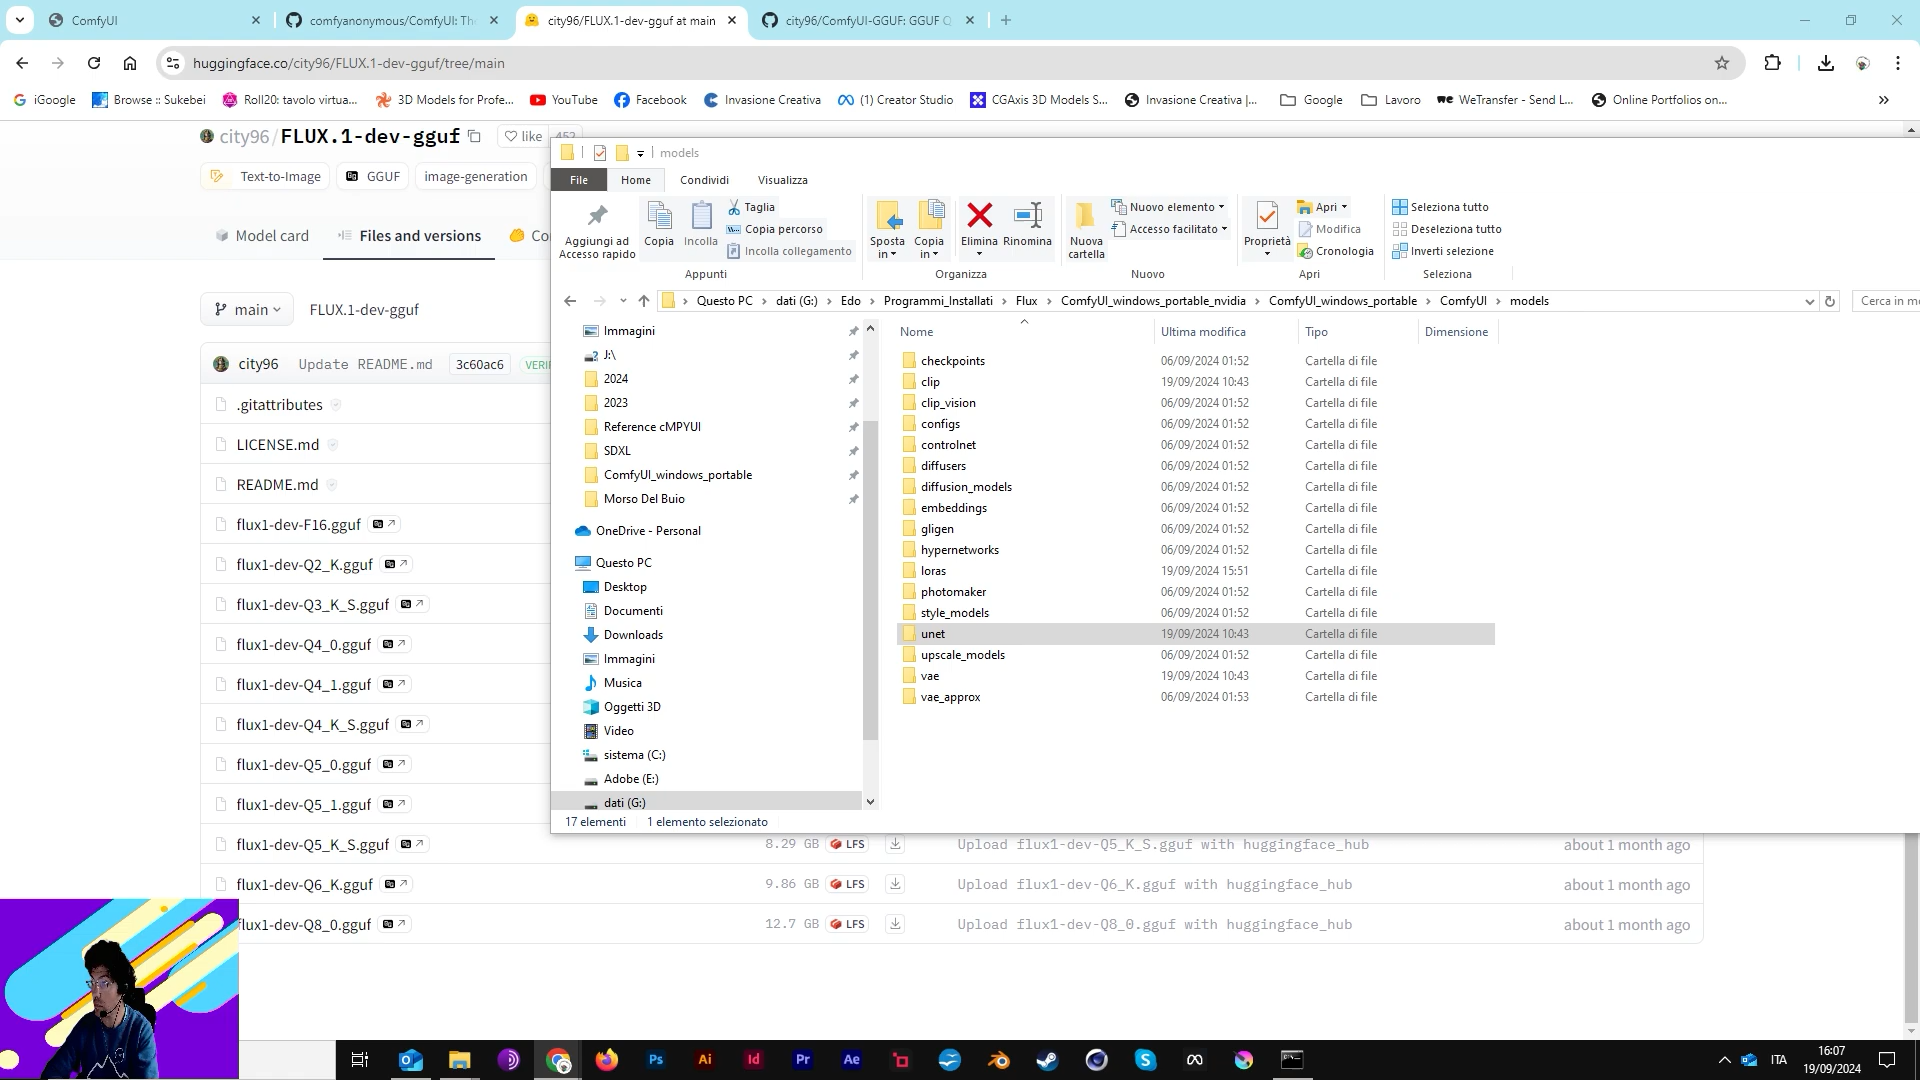 ComfyUI
comfyanonymous/ComfyUI: Th
city96/FLUX.1-dev-gguf at main
city96/ComfyUI-GGUF: GGUF Q
huggingface.co/city96/FLUX.1-dev-gguf/tree/main
iGoogle
Browse :: Sukebei
Roll20: tavolo virtua...
3D Models for Profe...
YouTube
Facebook
Invasione Creativa
(1) Creator Studio
CGAxis 3D Models S...
Invasione Creativa |...
Google
Lavoro
WeTransfer - Send L...
Online Portfolios on...
city96/FLUX.1-dev-gguf
like
Text-to-Image
GGUF
image-generation
Model card
Files and versions
Co
main
FLUX.1-dev-gguf
city96 Update README.md 3c60ac6 VERI
.gitattributes
LICENSE.md
README.md
flux1-dev-F16.gguf
flux1-dev-Q2_K.gguf
flux1-dev-Q3_K_S.gguf
flux1-dev-Q4_0.gguf
flux1-dev-Q4_1.gguf
flux1-dev-Q4_K_S.gguf
flux1-dev-Q5_0.gguf
flux1-dev-Q5_1.gguf
flux1-dev-Q5_K_S.gguf 8.29 GB LFS Upload flux1-dev-Q5_K_S.gguf with huggingface_hub about 1 month ago
flux1-dev-Q6_K.gguf 9.86 GB LFS Upload flux1-dev-Q6_K.gguf with huggingface_hub about 1 month ago
flux1-dev-Q8_0.gguf 12.7 GB LFS Upload flux1-dev-Q8_0.gguf with huggingface_hub about 1 month ago
models
File Home Condividi Visualizza
Aggiungi ad
Accesso rapido
Copia
Incolla
Taglia
Copia percorso
Incolla collegamento
Appunti
Sposta
in
Copia
in
Elimina
Rinomina
Organizza
Nuova
cartella
Nuovo elemento
Accesso facilitato
Nuovo
Proprietà
Apri
Modifica
Cronologia
Apri
Seleziona tutto
Deseleziona tutto
Inverti selezione
Seleziona
Questo PC > dati (G:) > Edo > Programmi_Installati > Flux > ComfyUI_windows_portable_nvidia > ComfyUI_windows_portable > ComfyUI > models
Cerca in mo
Immagini
J:\
2024
2023
Reference cMPYUI
SDXL
ComfyUI_windows_portable
Morso Del Buio
OneDrive - Personal
Questo PC
Desktop
Documenti
Downloads
Immagini
Musica
Oggetti 3D
Video
sistema (C:)
Adobe (E:)
dati (G:)
Nome Ultima modifica Tipo Dimensione
checkpoints 06/09/2024 01:52 Cartella di file
clip 19/09/2024 10:43 Cartella di file
clip_vision 06/09/2024 01:52 Cartella di file
configs 06/09/2024 01:52 Cartella di file
controlnet 06/09/2024 01:52 Cartella di file
diffusers 06/09/2024 01:52 Cartella di file
diffusion_models 06/09/2024 01:52 Cartella di file
embeddings 06/09/2024 01:52 Cartella di file
gligen 06/09/2024 01:52 Cartella di file
hypernetworks 06/09/2024 01:52 Cartella di file
loras 19/09/2024 15:51 Cartella di file
photomaker 06/09/2024 01:52 Cartella di file
style_models 06/09/2024 01:52 Cartella di file
unet 19/09/2024 10:43 Cartella di file
upscale_models 06/09/2024 01:52 Cartella di file
vae 19/09/2024 10:43 Cartella di file
vae_approx 06/09/2024 01:53 Cartella di file
17 elementi 1 elemento selezionato
Ps
Ai
Id
Pr
Ae
ITA
16:07
19/09/2024